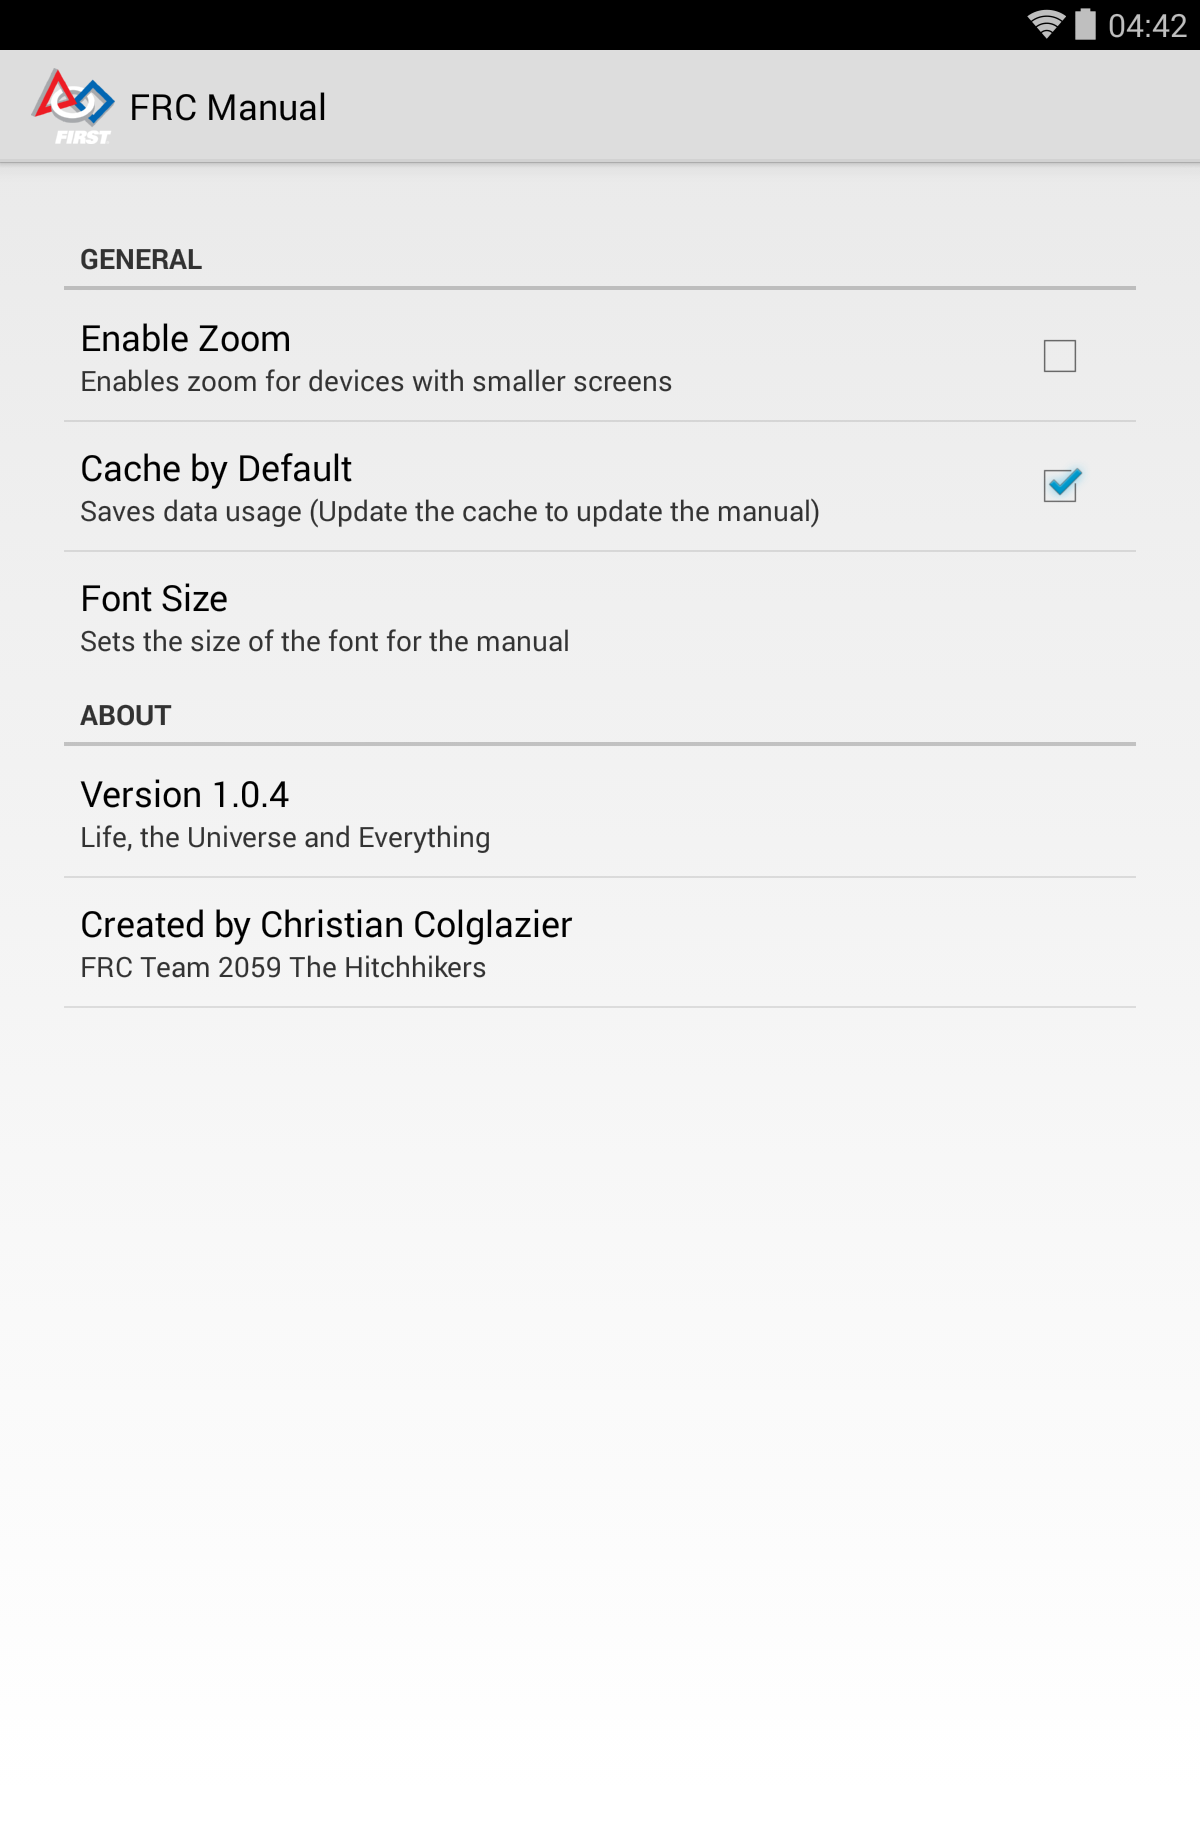 04:42
FIRST
FRC Manual
GENERAL
Enable Zoom
Enables zoom for devices with smaller screens
Cache by Default
Saves data usage (Update the cache to update the manual)
Font Size
Sets the size of the font for the manual
ABOUT
Version 1.0.4
Life, the Universe and Everything
Created by Christian Colglazier
FRC Team 2059 The Hitchhikers